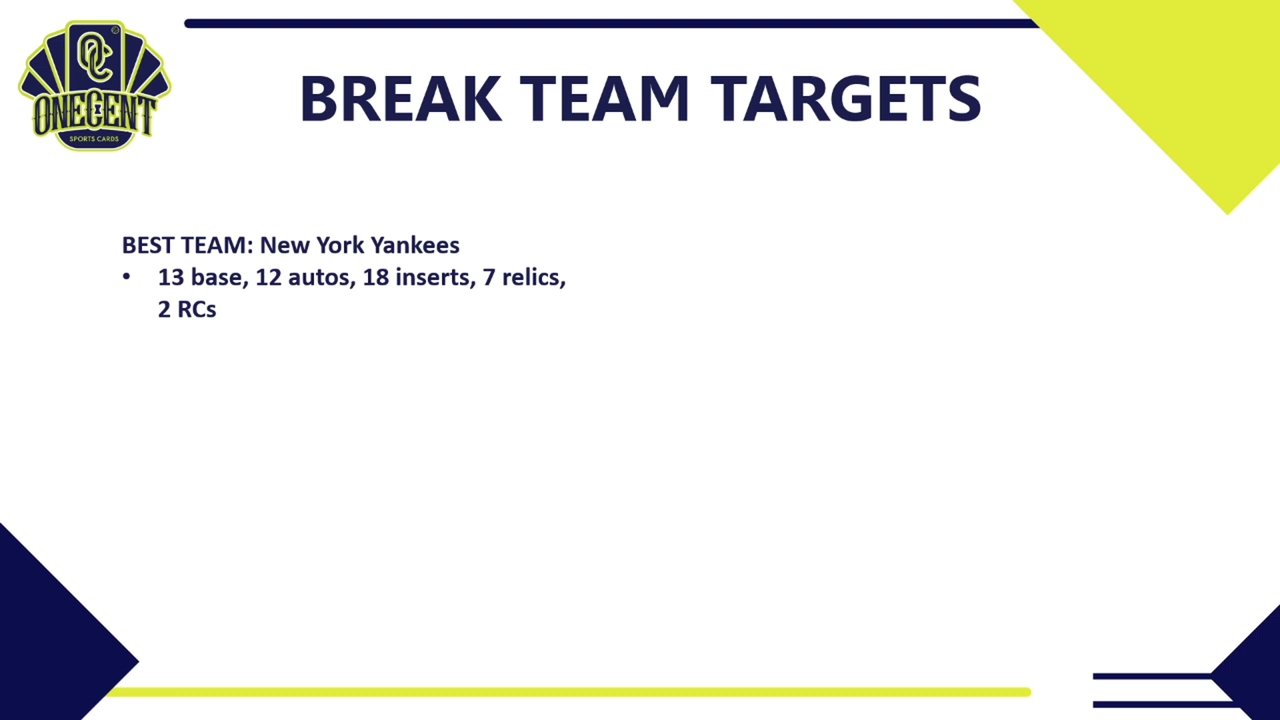 OC
ONECENT
SPORTS CARDS
BREAK TEAM TARGETS
BEST TEAM: New York Yankees
• 13 base, 12 autos, 18 inserts, 7 relics,
2 RCs